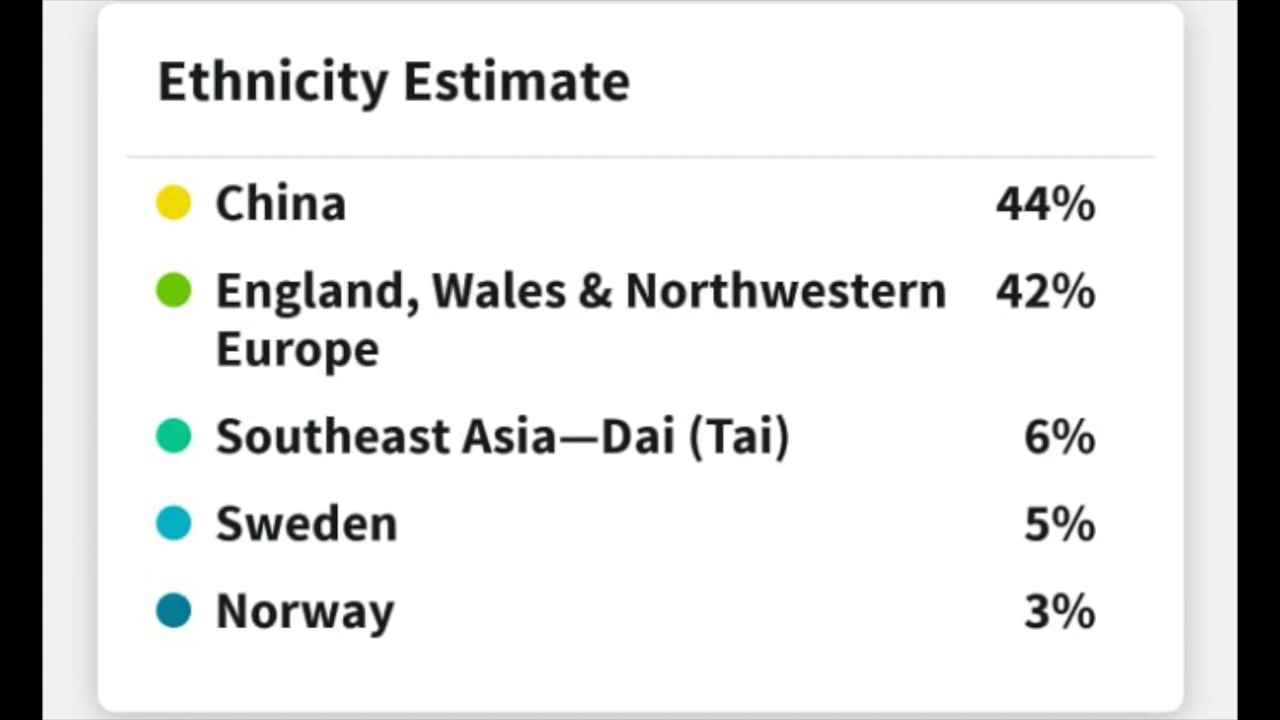 Ethnicity Estimate
China 44%
England, Wales & Northwestern 42%
Europe
Southeast Asia—Dai (Tai) 6%
Sweden 5%
Norway 3%